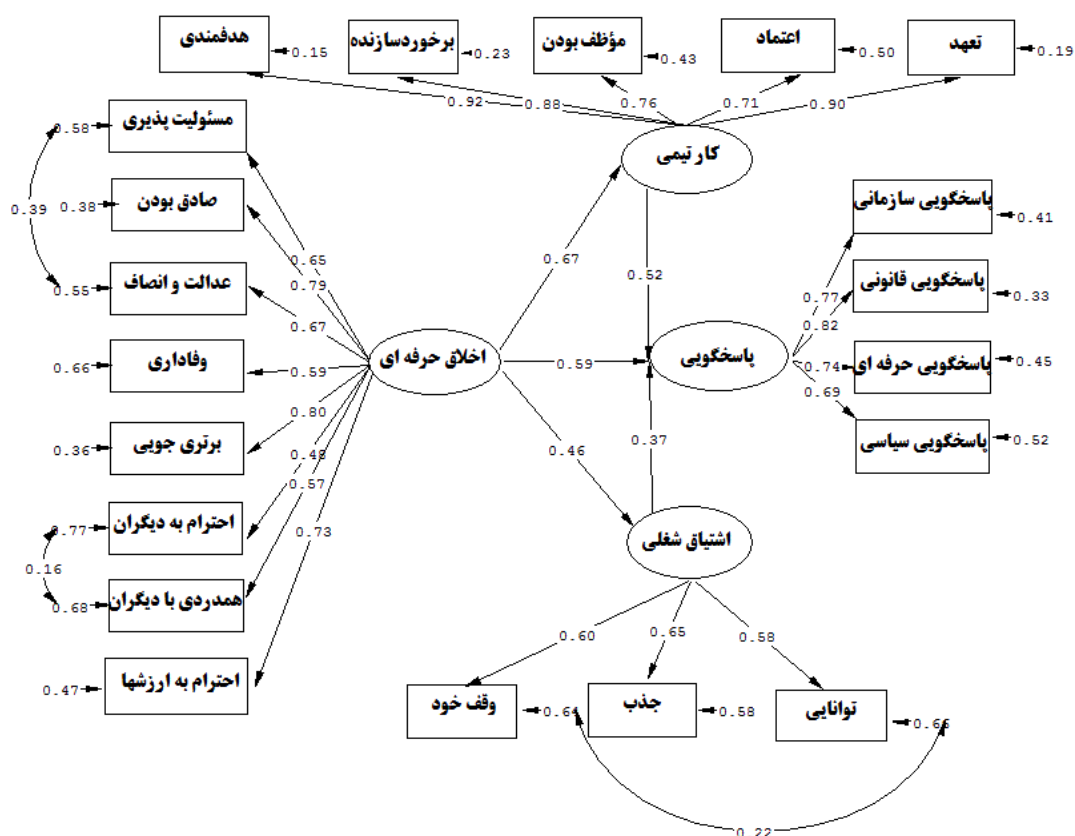 هدفمندی
0.15
برخوردسازنده
0.23
مؤظف بودن
0.43
اعتماد
0.50
تعهد
0.19
0.92
0.88
0.76
0.71
0.90
کار تیمی
مسئولیت پذیری
0.58
صادق بودن
0.38
0.39
عدالت و انصاف
0.55
وفاداری
0.66
برتری جویی
0.36
احترام به دیگران
0.77
0.16
همدردی با دیگران
0.68
احترام به ارزشها
0.47
0.65
0.79
0.67
0.59
0.80
0.48
0.57
0.73
اخلاق حرفه ای
0.67
0.59
0.46
0.52
پاسخگویی
0.37
0.77
0.82
0.74
0.69
پاسخگویی سازمانی
0.41
پاسخگویی قانونی
0.33
پاسخگویی حرفه ای
0.45
پاسخگویی سیاسی
0.52
اشتیاق شغلی
0.60
0.65
0.58
وقف خود
0.64
جذب
0.58
توانایی
0.66
0.22